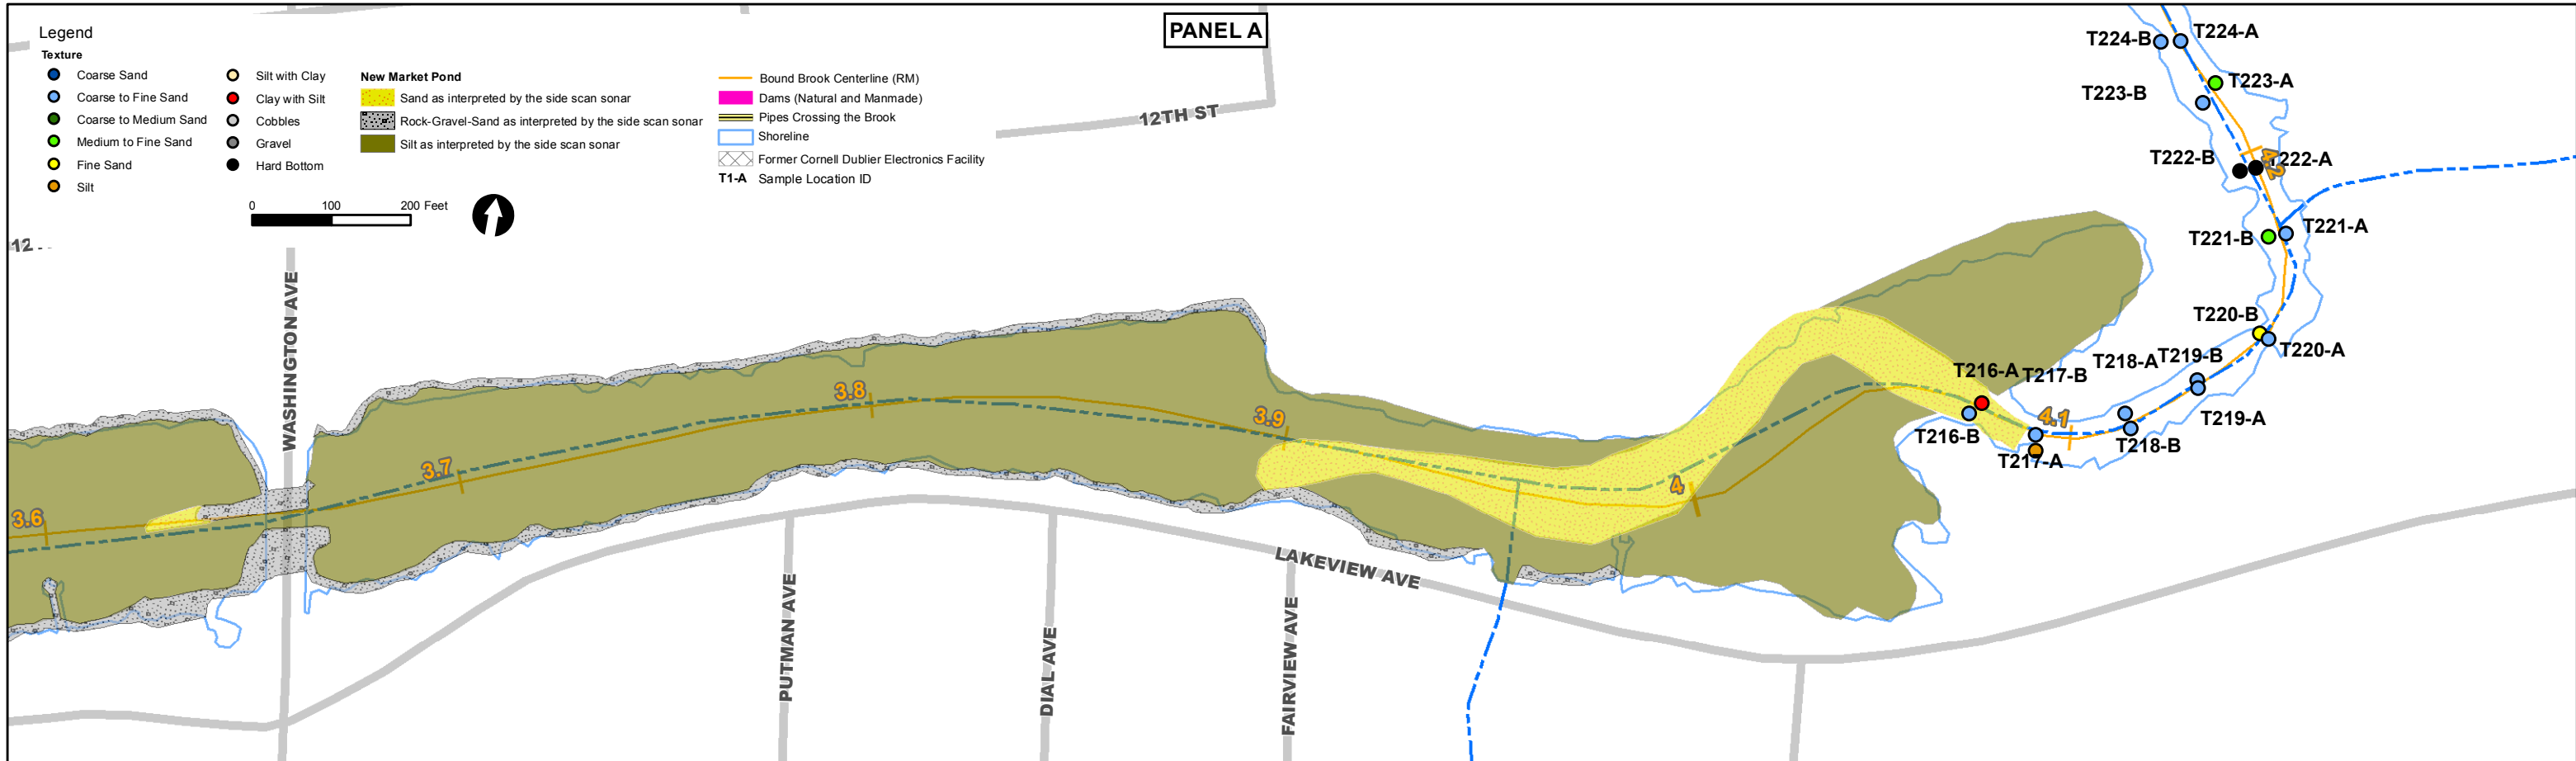 PANEL A
Legend
Texture
Coarse Sand
Coarse to Fine Sand
Coarse to Medium Sand
Medium to Fine Sand
Fine Sand
Silt
Silt with Clay
Clay with Silt
Cobbles
Gravel
Hard Bottom
New Market Pond
Sand as interpreted by the side scan sonar
Rock-Gravel-Sand as interpreted by the side scan sonar
Silt as interpreted by the side scan sonar
Bound Brook Centerline (RM)
Dams (Natural and Manmade)
Pipes Crossing the Brook
Shoreline
Former Cornell Dublier Electronics Facility
T1-A Sample Location ID
0 100 200 Feet
12TH ST
12
WASHINGTON AVE
PUTMAN AVE
DIAL AVE
FAIRVIEW AVE
LAKEVIEW AVE
3.6
3.7
3.8
3.9
4
4.1
4.2
T224-B
T224-A
T223-A
T223-B
T222-B
T222-A
T221-B
T221-A
T220-B
T220-A
T219-B
T218-A
T219-A
T218-B
T217-B
T216-A
T216-B
T217-A